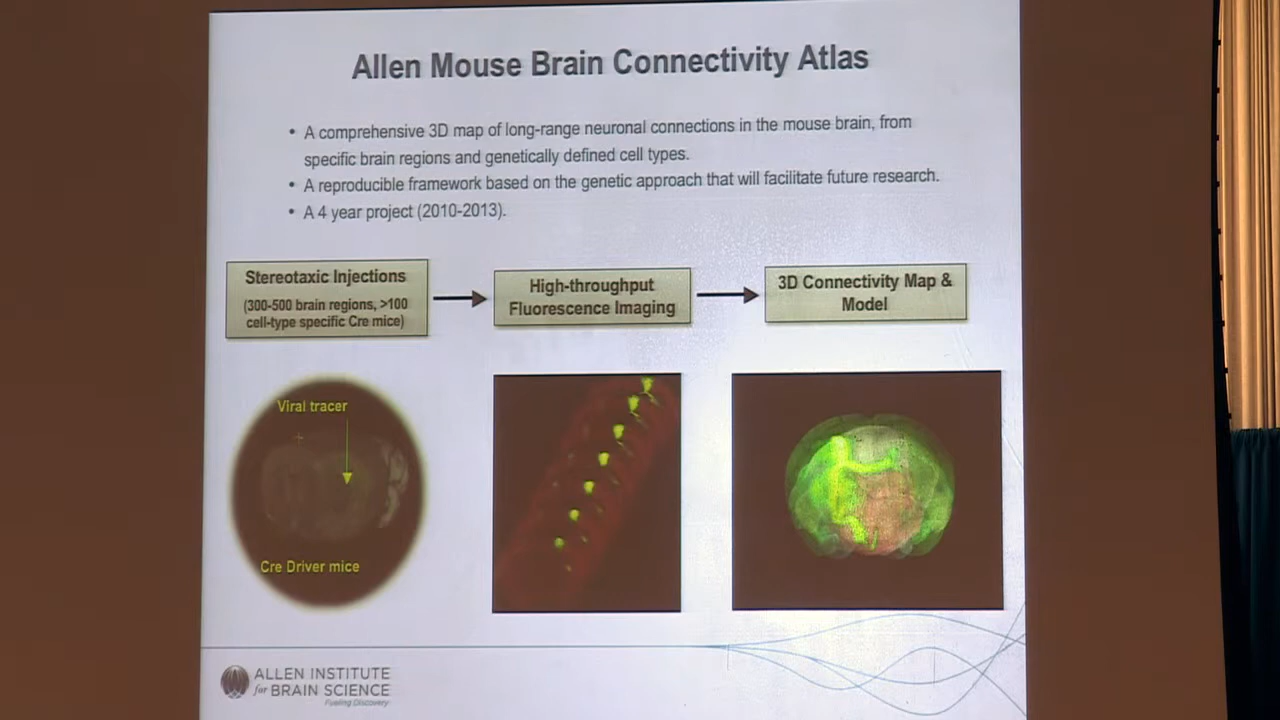 Allen Mouse Brain Connectivity Atlas
• A comprehensive 3D map of long-range neuronal connections in the mouse brain, from
specific brain regions and genetically defined cell types.
• A reproducible framework based on the genetic approach that will facilitate future research.
• A 4 year project (2010-2013).
Stereotaxic Injections
(300-500 brain regions, >100
cell-type specific Cre mice)
High-throughput
Fluorescence Imaging
3D Connectivity Map &
Model
Viral tracer
Cre Driver mice
ALLEN INSTITUTE
for BRAIN SCIENCE
Fueling Discovery